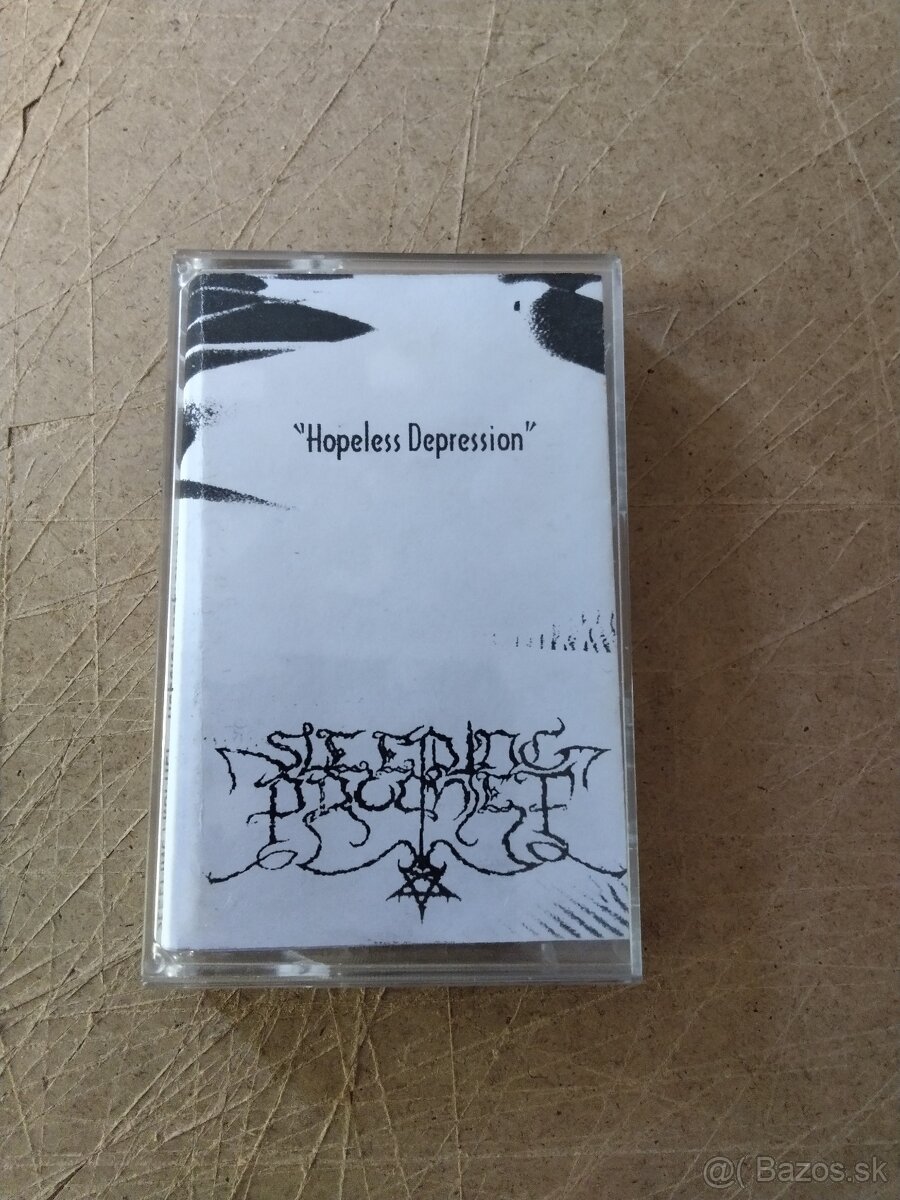 "Hopeless Depression"
SLEEPING
PROPHET
@( Bazos.sk